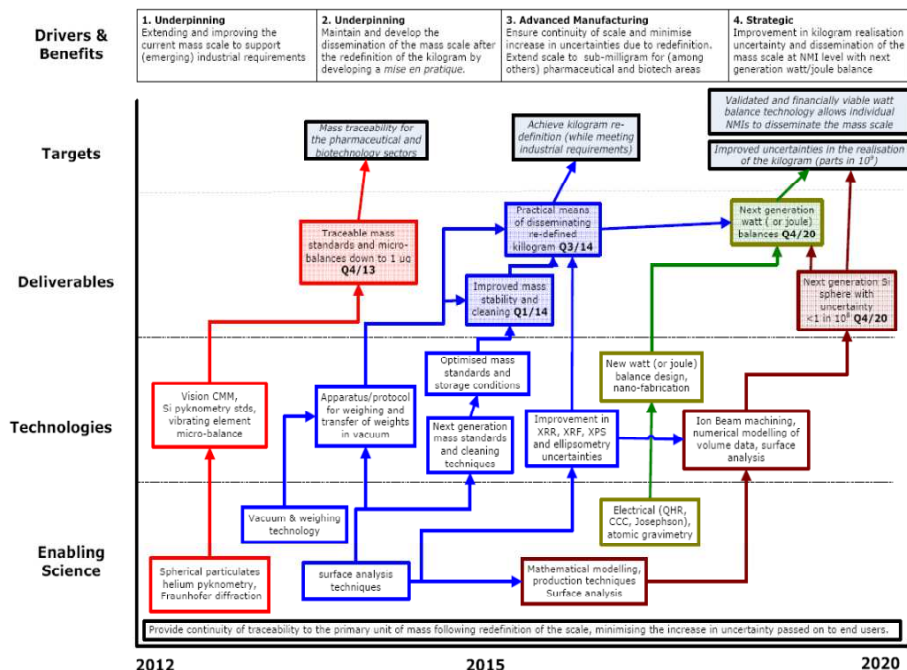 Drivers &
Benefits
1. Underpinning
Extending and improving the
current mass scale to support
(emerging) industrial requirements
2. Underpinning
Maintain and develop the
dissemination of the mass scale after
the redefinition of the kilogram by
developing a mise en pratique.
3. Advanced Manufacturing
Ensure continuity of scale and minimise
increase in uncertainties due to redefinition.
Extend scale to sub-milligram for (among
others) pharmaceutical and biotech areas
4. Strategic
Improvement in kilogram realisation
uncertainty and dissemination of the
mass scale at NMI level with next
generation watt/joule balance
Targets
Mass traceability for
the pharmaceutical and
biotechnology sectors
Achieve kilogram re-
definition (while meeting
industrial requirements)
Validated and financially viable watt
balance technology allows individual
NMIs to disseminate the mass scale
Improved uncertainties in the realisation
of the kilogram (parts in 10⁹)
Deliverables
Traceable mass
standards and micro-
balances down to 1 ug
Q4/13
Practical means
of disseminating
re-defined
killogram Q3/14
Improved mass
stability and
cleaning Q1/14
Next generation
watt ( or joule)
balances Q4/20
Next generation Si
sphere with
uncertainty
<1 in 10⁸ Q4/20
Technologies
Vision CMM,
Si pyknometry stds,
vibrating element
micro-balance
Apparatus/protocol
for weighing and
transfer of weights
in vacuum
Optimised mass
standards and
storage conditions
Next generation
mass standards
and cleaning
techniques
Improvement in
XRR, XRF, XPS
and ellipsometry
uncertainties
New watt (or joule)
balance design,
nano-fabrication
Ion Beam machining,
numerical modelling of
volume data, surface
analysis
Enabling
Science
Spherical particulates
helium pyknometry,
Fraunhofer diffraction
Vacuum & weighing
technology
surface analysis
techniques
Electrical (QHR,
CCC, Josephson),
atomic gravimetry
Mathematical modelling,
production techniques
Surface analysis
Provide continuity of traceability to the primary unit of mass following redefinition of the scale, minimising the increase in uncertainty passed on to end users.
2012
2015
2020